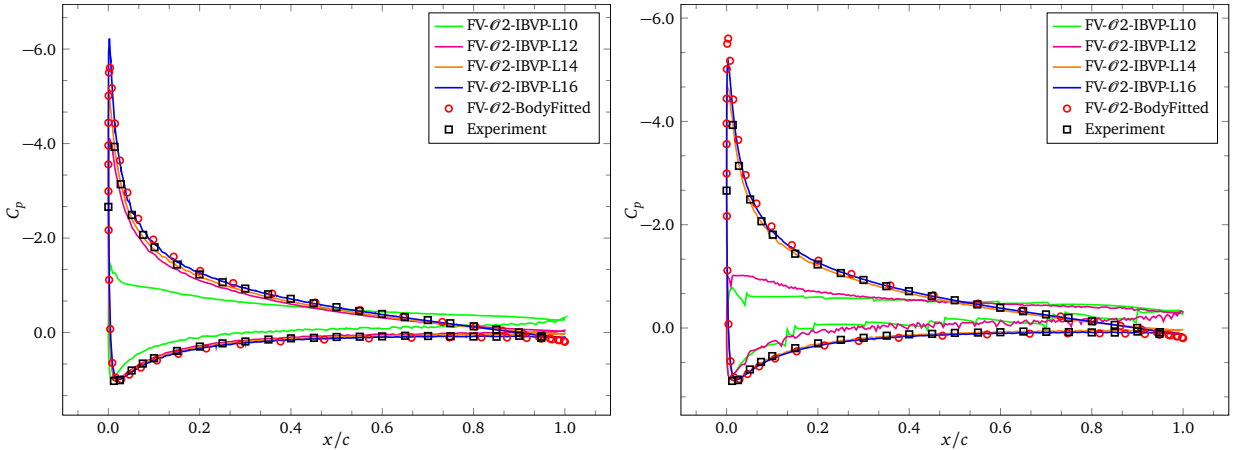 −6.0
−4.0
−2.0
0.0
C_p
0.0 0.2 0.4 0.6 0.8 1.0
x/c
FV-𝒪2-IBVP-L10
FV-𝒪2-IBVP-L12
FV-𝒪2-IBVP-L14
FV-𝒪2-IBVP-L16
FV-𝒪2-BodyFitted
Experiment
−6.0
−4.0
−2.0
0.0
C_p
0.0 0.2 0.4 0.6 0.8 1.0
x/c
FV-𝒪2-IBVP-L10
FV-𝒪2-IBVP-L12
FV-𝒪2-IBVP-L14
FV-𝒪2-IBVP-L16
FV-𝒪2-BodyFitted
Experiment